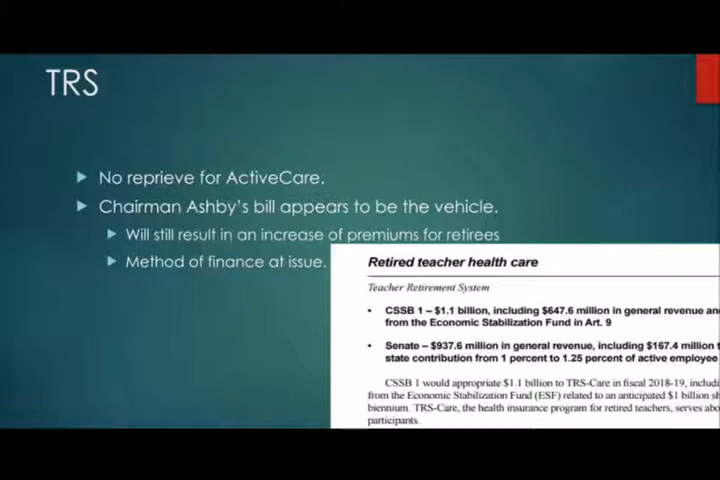 TRS
No reprieve for ActiveCare.
Chairman Ashby's bill appears to be the vehicle.
Will still result in an increase of premiums for retirees
Method of finance at issue.
Retired teacher health care
Teacher Retirement System
• CSSB 1 – $1.1 billion, including $647.6 million in general revenue
from the Economic Stabilization Fund in Art. 9
• Senate – $937.6 million in general revenue, including $167.4 million
state contribution from 1 percent to 1.25 percent of active employee
CSSB 1 would appropriate $1.1 billion to TRS-Care in fiscal 2018-19,
from the Economic Stabilization Fund (ESF) related to an anticipated $1 billion
biennium. TRS-Care, the health insurance program for retired teachers, serves
participants.